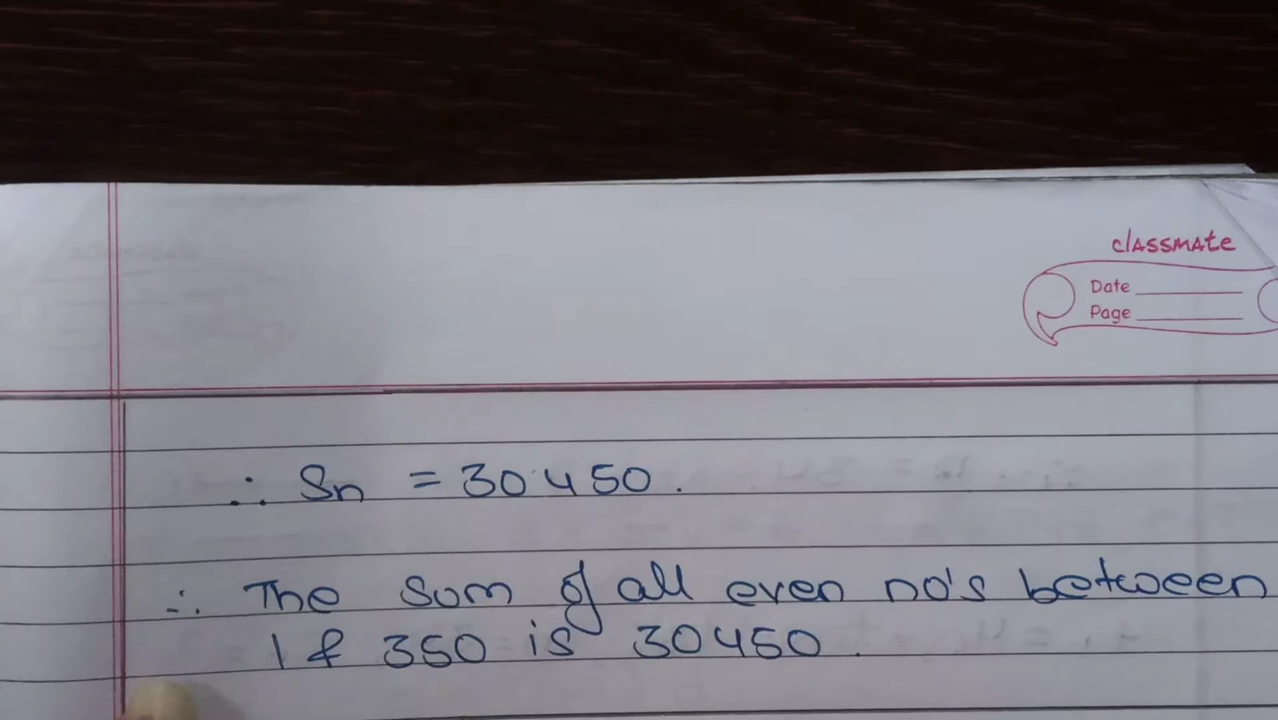 classmate
Date
Page
∴ Sn = 30450.
∴ The sum of all even no's between
1 & 350 is 30450.